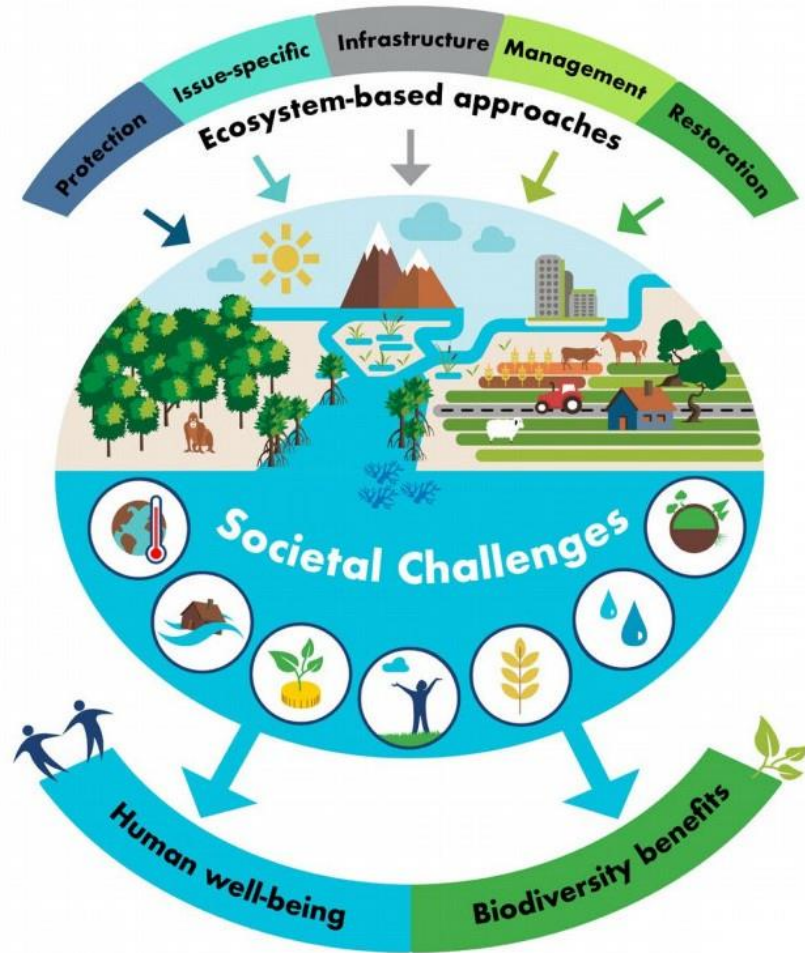 Protection
Issue-specific
Infrastructure
Management
Restoration
Ecosystem-based approaches
Societal Challenges
Human well-being
Biodiversity benefits